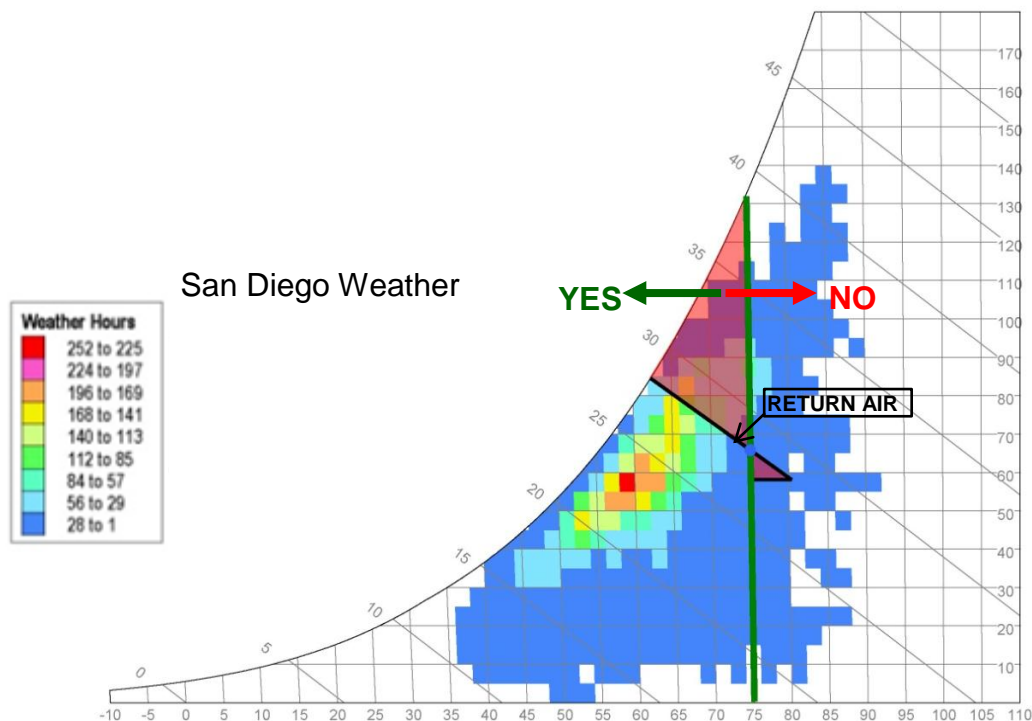 San Diego Weather
Weather Hours
252 to 225
224 to 197
196 to 169
168 to 141
140 to 113
112 to 85
84 to 57
56 to 29
28 to 1
YES
NO
RETURN AIR
0
5
10
15
20
25
30
35
40
45
170
160
150
140
130
120
110
100
90
80
70
60
50
40
30
20
10
-10 -5 0 5 10 15 20 25 30 35 40 45 50 55 60 65 70 75 80 85 90 95 100 105 110